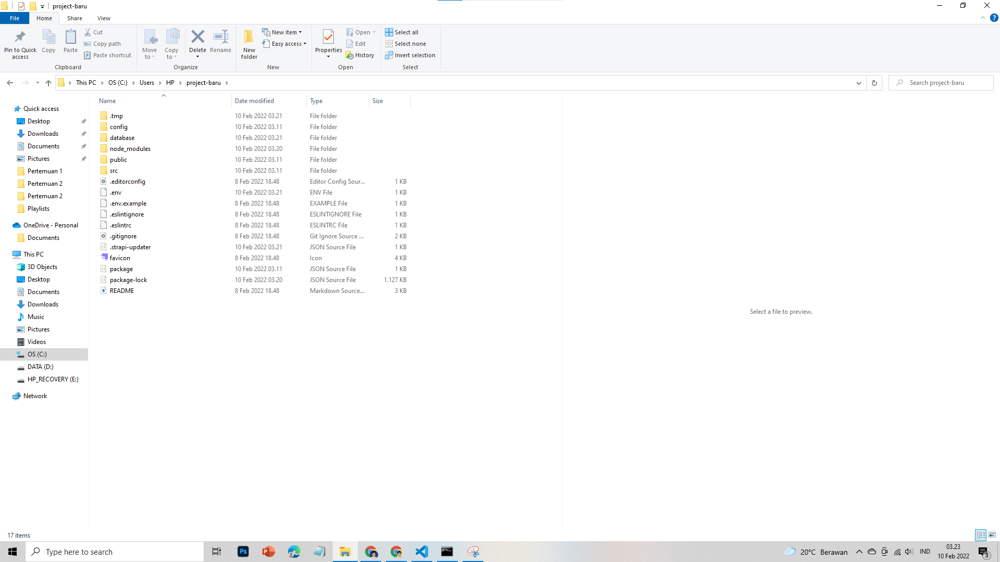 project-baru
File Home Share View
Pin to Quick access
Copy
Paste
Cut
Copy path
Paste shortcut
Clipboard
Move to
Copy to
Delete
Rename
Organize
New folder
New item
Easy access
New
Properties
Open
Edit
History
Open
Select all
Select none
Invert selection
Select
This PC > OS (C:) > Users > HP > project-baru >
Search project-baru
Quick access
Desktop
Downloads
Documents
Pictures
Pertemuan 1
Pertemuan 2
Pertemuan 2
Playlists
OneDrive - Personal
Documents
This PC
3D Objects
Desktop
Documents
Downloads
Music
Pictures
Videos
OS (C:)
DATA (D:)
HP_RECOVERY (E:)
Network
Name Date modified Type Size
.tmp 10 Feb 2022 03.21 File folder
config 10 Feb 2022 03.11 File folder
database 10 Feb 2022 03.21 File folder
node_modules 10 Feb 2022 03.20 File folder
public 10 Feb 2022 03.11 File folder
src 10 Feb 2022 03.11 File folder
.editorconfig 8 Feb 2022 18.48 Editor Config Sour... 1 KB
.env 10 Feb 2022 03.21 ENV File 1 KB
.env.example 8 Feb 2022 18.48 EXAMPLE File 1 KB
.eslintignore 8 Feb 2022 18.48 ESLINTIGNORE File 1 KB
.eslintrc 8 Feb 2022 18.48 ESLINTRC File 1 KB
.gitignore 8 Feb 2022 18.48 Git Ignore Source ... 2 KB
.strapi-updater 10 Feb 2022 03.21 JSON Source File 1 KB
favicon 8 Feb 2022 18.48 Icon 4 KB
package 10 Feb 2022 03.11 JSON Source File 1 KB
package-lock 10 Feb 2022 03.20 JSON Source File 1.127 KB
README 8 Feb 2022 18.48 Markdown Source... 3 KB
Select a file to preview.
17 items
Type here to search
Ps
20°C Berawan
IND
03.23
10 Feb 2022
3